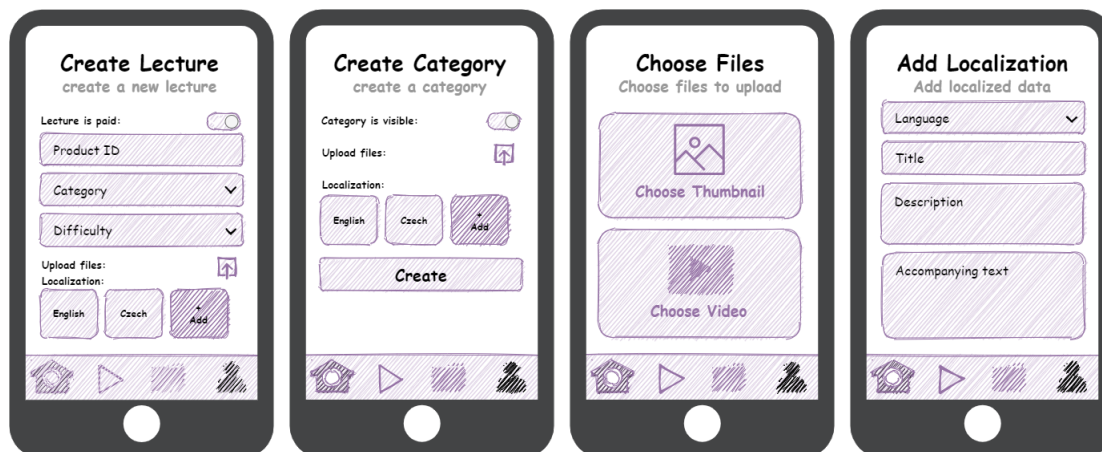 Create Lecture
create a new lecture
Lecture is paid:
Product ID
Category
Difficulty
Upload files:
Localization:
English
Czech
+
Add
Create Category
create a category
Category is visible:
Upload files:
Localization:
English
Czech
+
Add
Create
Choose Files
Choose files to upload
Choose Thumbnail
Choose Video
Add Localization
Add localized data
Language
Title
Description
Accompanying text